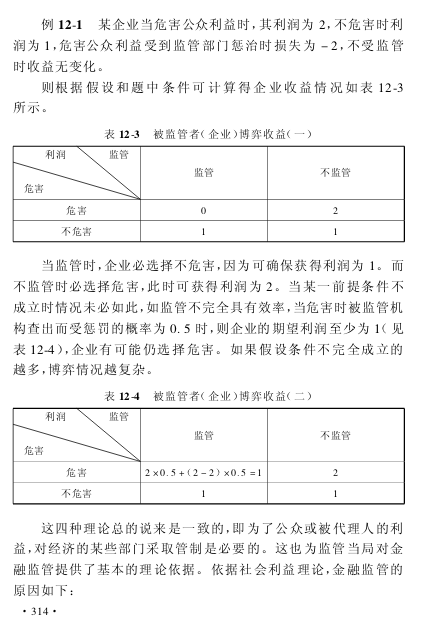 例 12-1 某企业当危害公众利益时,其利润为 2,不危害时利
润为 1,危害公众利益受到监管部门惩治时损失为 -2,不受监管
时收益无变化。
则根据假设和题中条件可计算得企业收益情况如表 12-3
所示。
表 12-3 被监管者(企业)博弈收益(一)
利润 监管
危害
监管 不监管
危害 0 2
不危害 1 1
当监管时,企业必选择不危害,因为可确保获得利润为 1。而
不监管时必选择危害,此时可获得利润为 2。当某一前提条件不
成立时情况未必如此,如监管不完全具有效率,当危害时被监管机
构查出而受惩罚的概率为 0.5 时,则企业的期望利润至少为 1(见
表 12-4),企业有可能仍选择危害。如果假设条件不完全成立的
越多,博弈情况越复杂。
表 12-4 被监管者(企业)博弈收益(二)
利润 监管
危害
监管 不监管
危害 2×0.5+(2-2)×0.5=1 2
不危害 1 1
这四种理论总的说来是一致的,即为了公众或被代理人的利
益,对经济的某些部门采取管制是必要的。这也为监管当局对金
融监管提供了基本的理论依据。依据社会利益理论,金融监管的
原因如下:
·314·